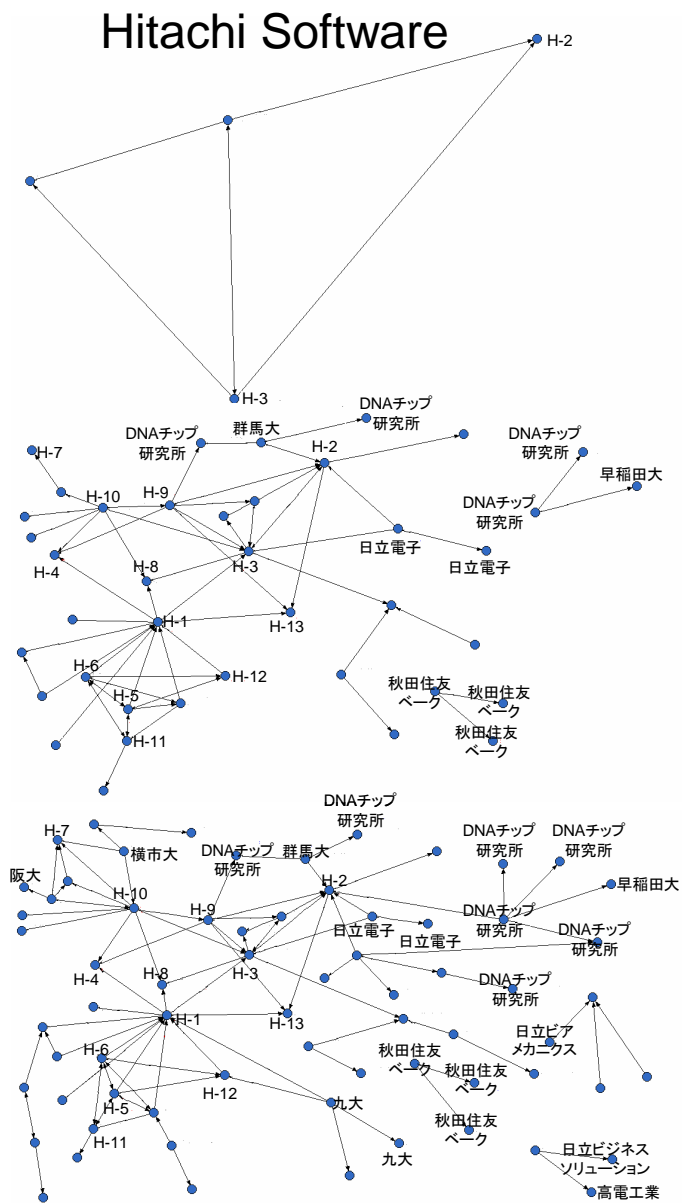 Hitachi Software
H-2
H-3
DNAチップ
研究所
群馬大
DNAチップ
研究所
H-7
H-2
DNAチップ
研究所
早稲田大
H-10
H-9
DNAチップ
研究所
H-4
H-8
H-3
日立電子
日立電子
H-1
H-13
H-6
H-12
H-5
秋田住友
ベーク
秋田住友
ベーク
秋田住友
ベーク
H-11
DNAチップ
研究所
H-7
横市大
DNAチップ
研究所
群馬大
DNAチップ
研究所
DNAチップ
研究所
阪大
H-2
早稲田大
H-10
H-9
日立電子
日立電子
DNAチップ
研究所
DNAチップ
研究所
H-4
H-8
H-3
DNAチップ
研究所
H-1
H-13
日立ビア
メカニクス
H-6
秋田住友
ベーク
秋田住友
ベーク
H-12
H-5
九大
秋田住友
ベーク
H-11
九大
日立ビジネス
ソリューション
高電工業